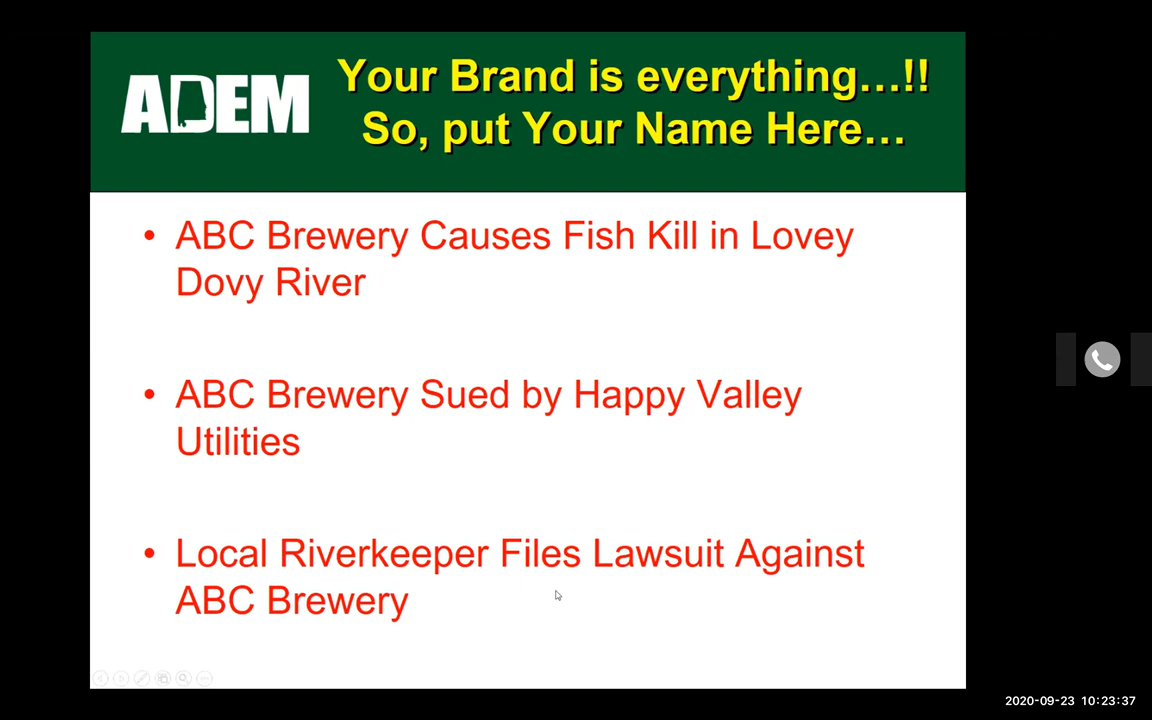 ADEM
Your Brand is everything...!!
So, put Your Name Here...
• ABC Brewery Causes Fish Kill in Lovey
Dovy River
• ABC Brewery Sued by Happy Valley
Utilities
• Local Riverkeeper Files Lawsuit Against
ABC Brewery
2020-09-23 10:23:37